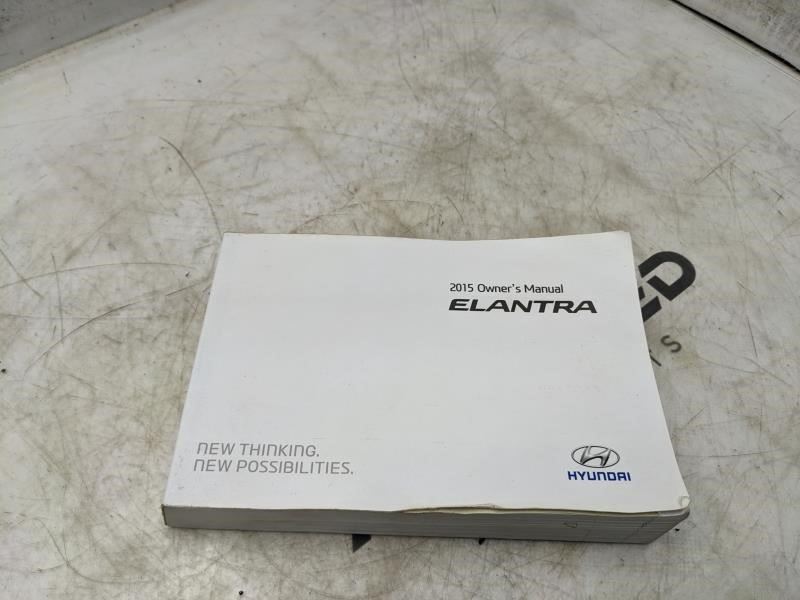 2015 Owner's Manual
ELANTRA
NEW THINKING.
NEW POSSIBILITIES.
HYUNDAI